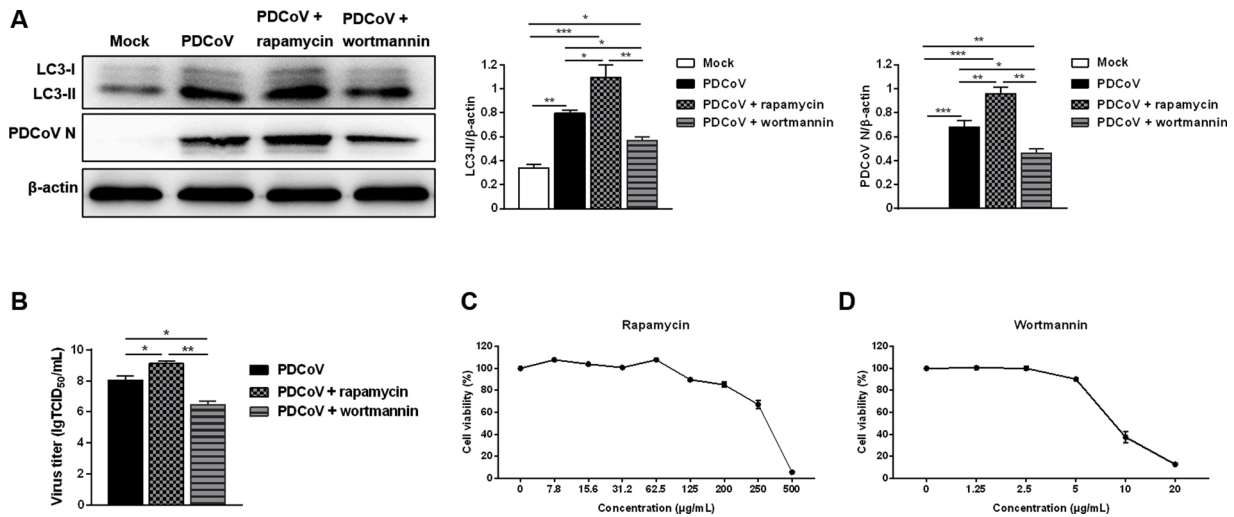 A
Mock
PDCoV
PDCoV +
rapamycin
PDCoV +
wortmannin
LC3-I
LC3-II
PDCoV N
β-actin
LC3-II/β-actin
1.2
1
0.8
0.6
0.4
0.2
0
*
***
*
*
**
**
Mock
PDCoV
PDCoV + rapamycin
PDCoV + wortmannin
PDCoV N/β-actin
1.2
1
0.8
0.6
0.4
0.2
0
**
***
*
**
**
***
Mock
PDCoV
PDCoV + rapamycin
PDCoV + wortmannin
B
Virus titer (lgTCID50/mL)
10
8
6
4
2
0
*
*
**
PDCoV
PDCoV + rapamycin
PDCoV + wortmannin
C
Rapamycin
Cell viability (%)
120
100
80
60
40
20
0
0 7.8 15.6 31.2 62.5 125 200 250 500
Concentration (μg/mL)
D
Wortmannin
Cell viability (%)
120
100
80
60
40
20
0
0 1.25 2.5 5 10 20
Concentration (μg/mL)